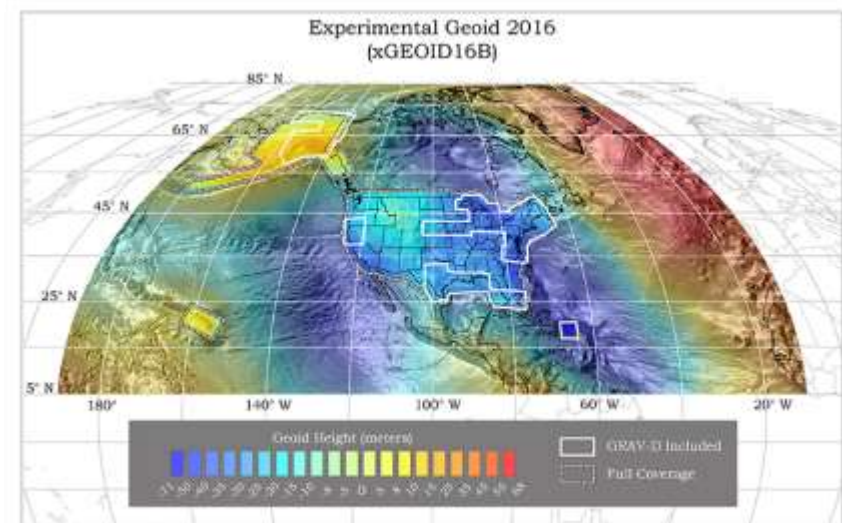 Experimental Geoid 2016
(xGEOID16B)
85° N
65° N
45° N
25° N
5° N
180°
140° W
100° W
60° W
20° W
Geoid Height (meters)
GRAV-D Included
Full Coverage